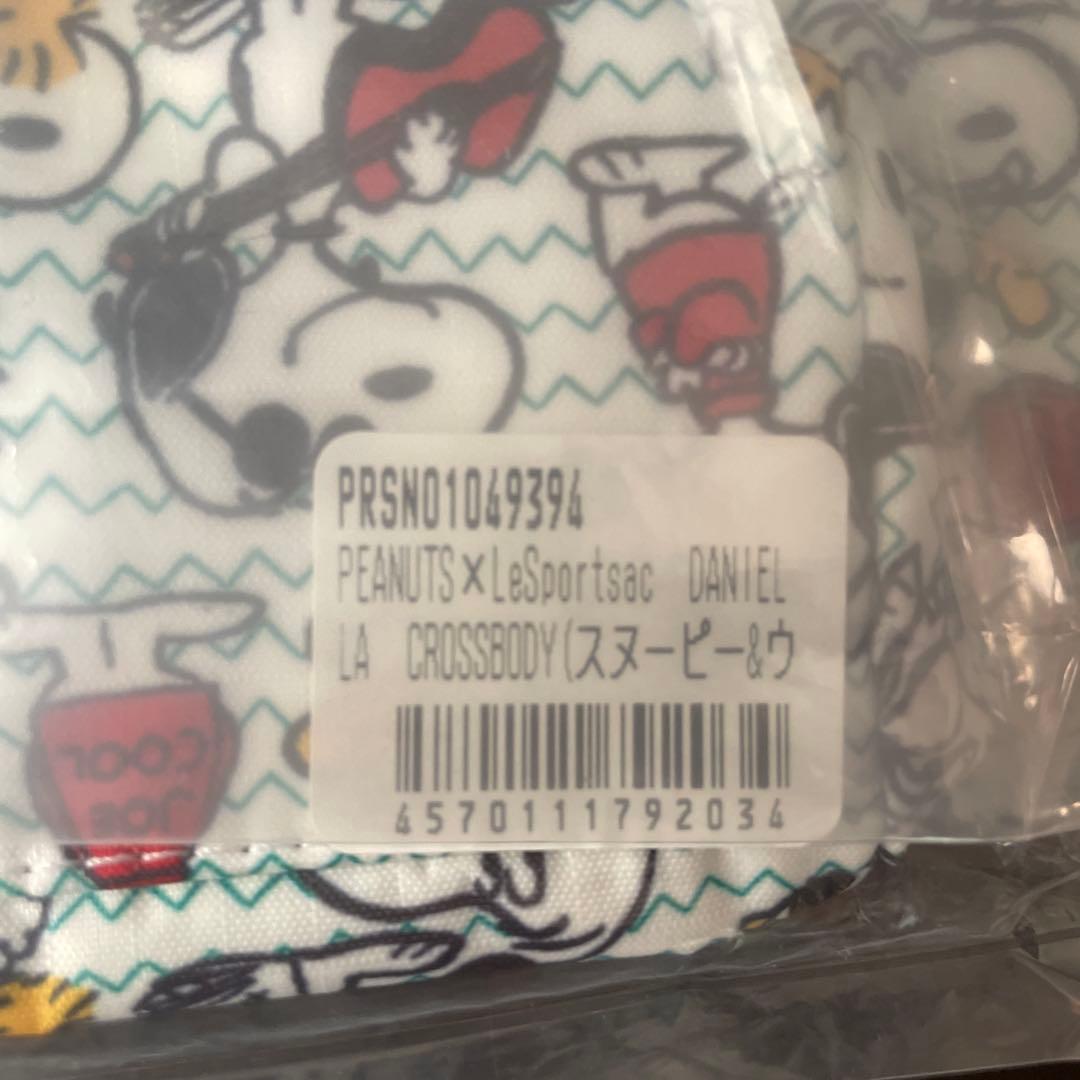 PRSN01049394
PEANUTS×LeSportsac DANIEL
LA CROSSBODY(スヌーピー&ウ
4570111792034
COOL
JOE